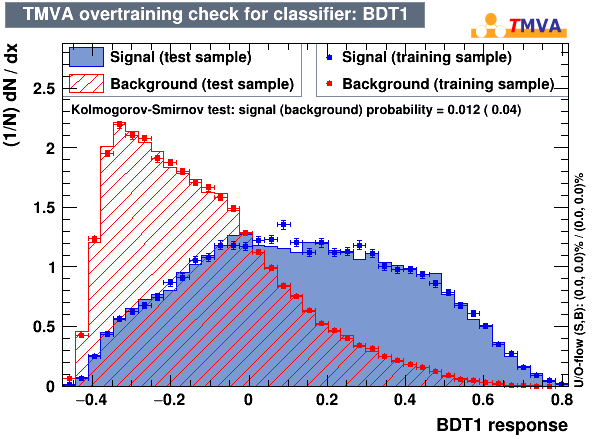 TMVA overtraining check for classifier: BDT1
TMVA
(1/N) dN / dx
Signal (test sample)
Background (test sample)
Signal (training sample)
Background (training sample)
Kolmogorov-Smirnov test: signal (background) probability = 0.012 ( 0.04)
2.5
2
1.5
1
0.5
0
−0.4
−0.2
0
0.2
0.4
0.6
0.8
BDT1 response
U/O-flow (S,B): (0.0, 0.0)% / (0.0, 0.0)%